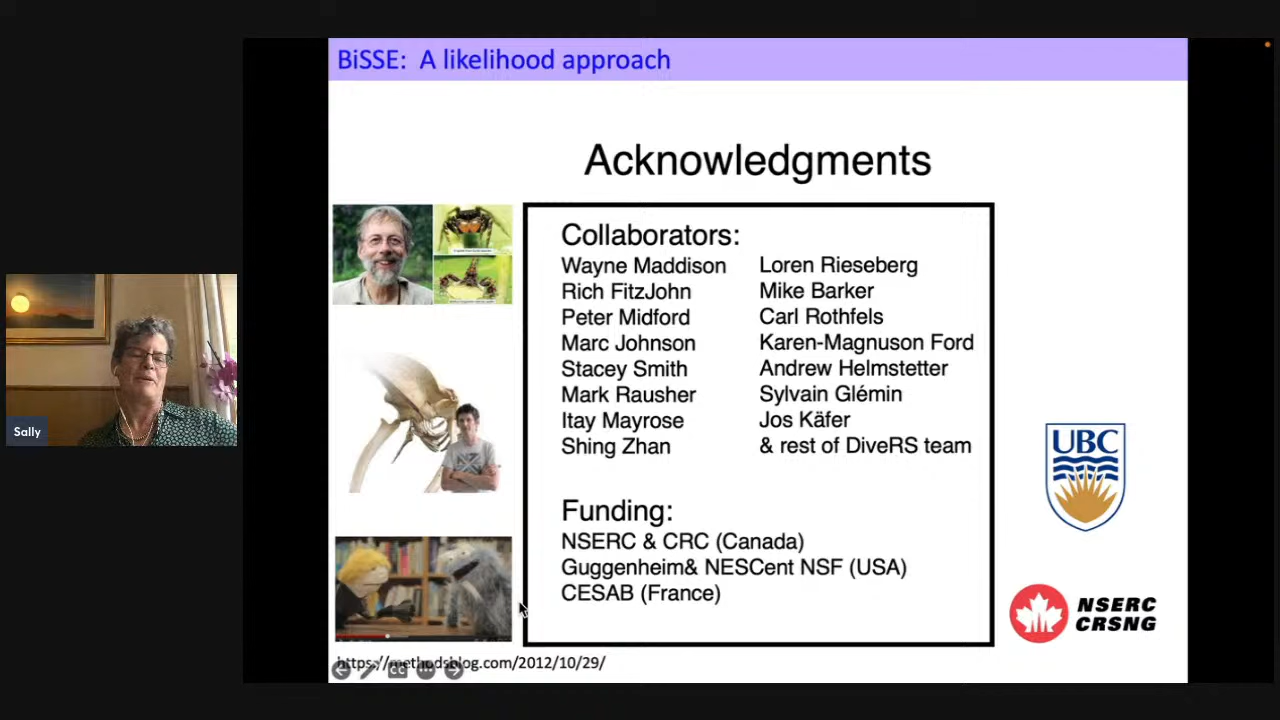 BiSSE: A likelihood approach
Acknowledgments
Collaborators:
Wayne Maddison
Rich FitzJohn
Peter Midford
Marc Johnson
Stacey Smith
Mark Rausher
Itay Mayrose
Shing Zhan
Loren Rieseberg
Mike Barker
Carl Rothfels
Karen-Magnuson Ford
Andrew Helmstetter
Sylvain Glémin
Jos Käfer
& rest of DiveRS team
Funding:
NSERC & CRC (Canada)
Guggenheim& NESCent NSF (USA)
CESAB (France)
Sally
UBC
NSERC
CRSNG
https://methodsblog.com/2012/10/29/
CC